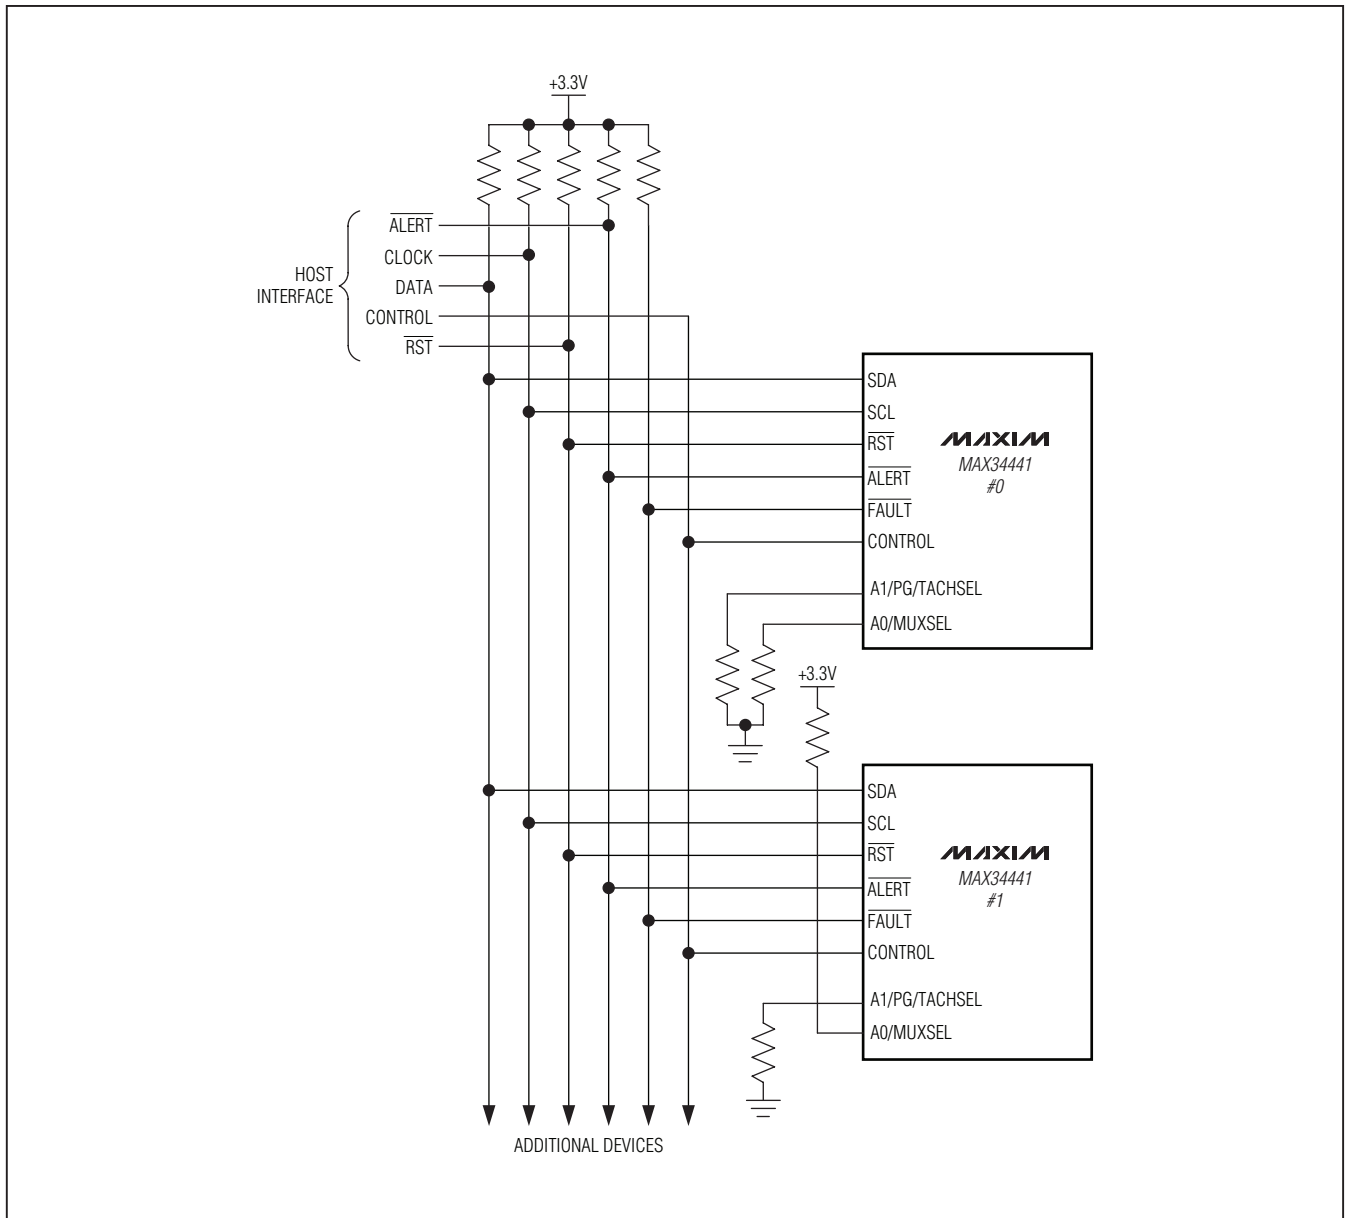 +3.3V
ALERT
CLOCK
DATA
CONTROL
RST
HOST
INTERFACE
SDA
SCL
RST
ALERT
FAULT
CONTROL
A1/PG/TACHSEL
A0/MUXSEL
MAXIM
MAX34441
#0
+3.3V
SDA
SCL
RST
ALERT
FAULT
CONTROL
A1/PG/TACHSEL
A0/MUXSEL
MAXIM
MAX34441
#1
ADDITIONAL DEVICES